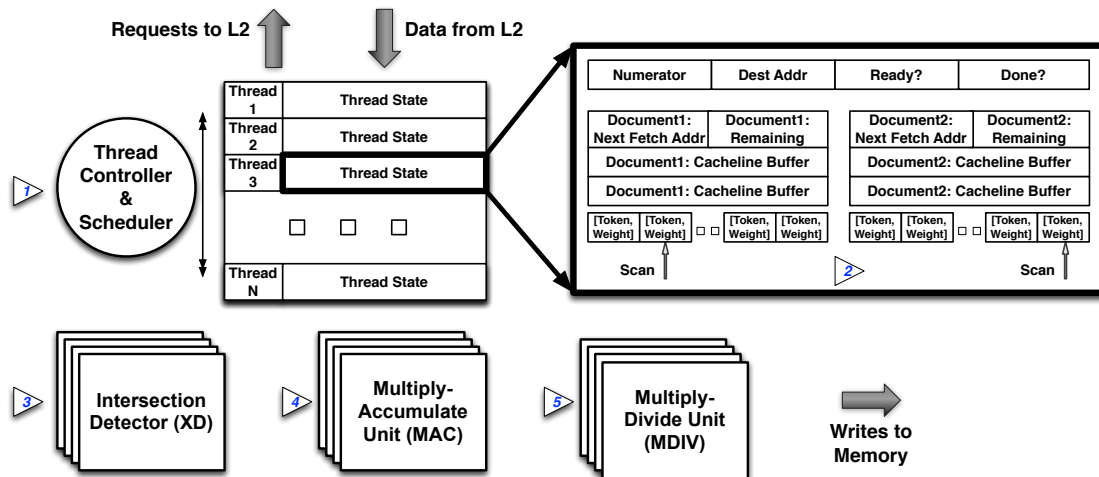 Requests to L2
Data from L2
Thread
1
Thread State
Thread
2
Thread State
Thread
3
Thread State
Thread
N
Thread State
1
Thread
Controller
&
Scheduler
Numerator
Dest Addr
Ready?
Done?
Document1:
Next Fetch Addr
Document1:
Remaining
Document1: Cacheline Buffer
Document1: Cacheline Buffer
[Token,
Weight]
[Token,
Weight]
[Token,
Weight]
[Token,
Weight]
Scan
Document2:
Next Fetch Addr
Document2:
Remaining
Document2: Cacheline Buffer
Document2: Cacheline Buffer
[Token,
Weight]
[Token,
Weight]
[Token,
Weight]
[Token,
Weight]
2
Scan
3
Intersection
Detector (XD)
4
Multiply-
Accumulate
Unit (MAC)
5
Multiply-
Divide Unit
(MDIV)
Writes to
Memory